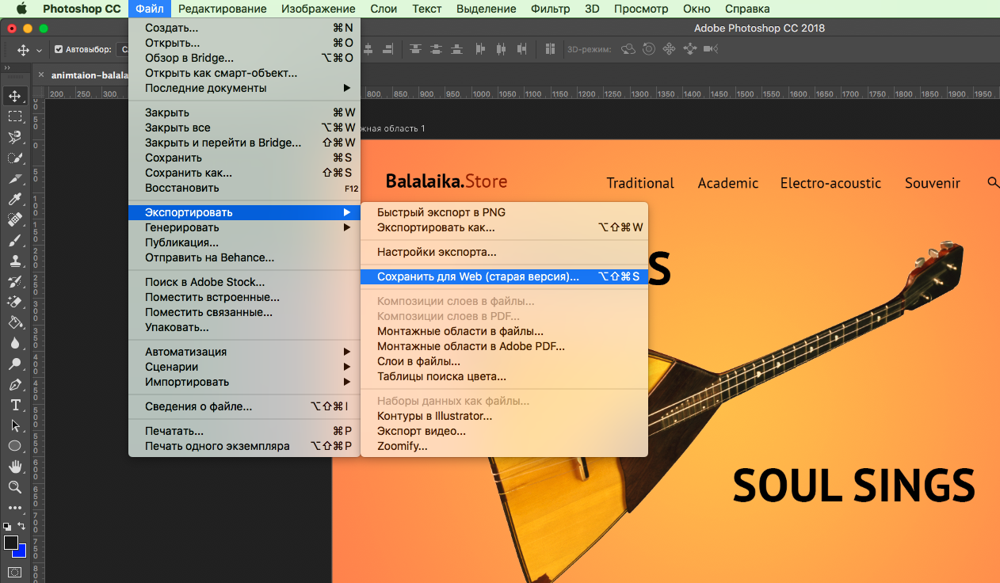 Photoshop CC Файл Редактирование Изображение Слои Текст Выделение Фильтр 3D Просмотр Окно Справка
Adobe Photoshop CC 2018
Автовыбор:
3D-режим:
animtaion-balala
200 250 300 800 850 900 950 1000 1050 1100 1150 1200 1250 1300 1350 1400 1450 1500 1550 1600 1650 1700 1750 1800 1850 1900 1950
Создать... ⌘N
Открыть... ⌘O
Обзор в Bridge... ⌥⌘O
Открыть как смарт-объект...
Последние документы
Закрыть ⌘W
Закрыть все ⌥⌘W
Закрыть и перейти в Bridge... ⇧⌘W
Сохранить ⌘S
Сохранить как... ⇧⌘S
Восстановить F12
Экспортировать
Генерировать
Публикация...
Отправить на Behance...
Поиск в Adobe Stock...
Поместить встроенные...
Поместить связанные...
Упаковать...
Автоматизация
Сценарии
Импортировать
Сведения о файле... ⌥⇧⌘I
Печатать... ⌘P
Печать одного экземпляра ⌥⇧⌘P
Быстрый экспорт в PNG
Экспортировать как... ⌥⇧⌘W
Настройки экспорта...
Сохранить для Web (старая версия)... ⌥⇧⌘S
Композиции слоев в файлы...
Композиции слоев в PDF...
Монтажные области в файлы...
Монтажные области в Adobe PDF...
Слои в файлы...
Таблицы поиска цвета...
Наборы данных как файлы...
Контуры в Illustrator...
Экспорт видео...
Zoomify...
жная область 1
Balalaika.Store
Traditional Academic Electro-acoustic Souvenir
S
SOUL SINGS